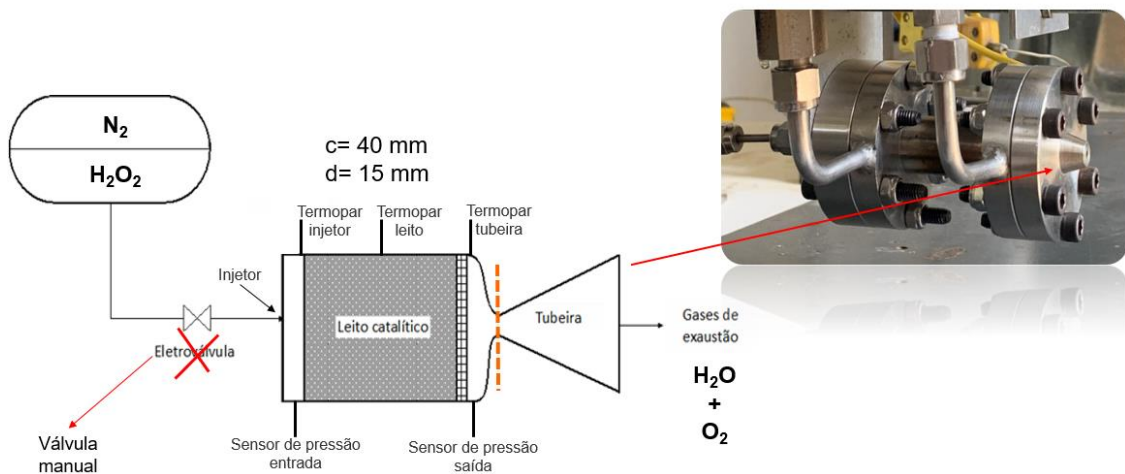 N₂
H₂O₂
c= 40 mm
d= 15 mm
Termopar
injetor
Termopar
leito
Termopar
tubeira
Injetor
Eletroválvula
Leito catalítico
Tubeira
Gases de
exaustão
H₂O
+
O₂
Válvula
manual
Sensor de pressão
entrada
Sensor de pressão
saída